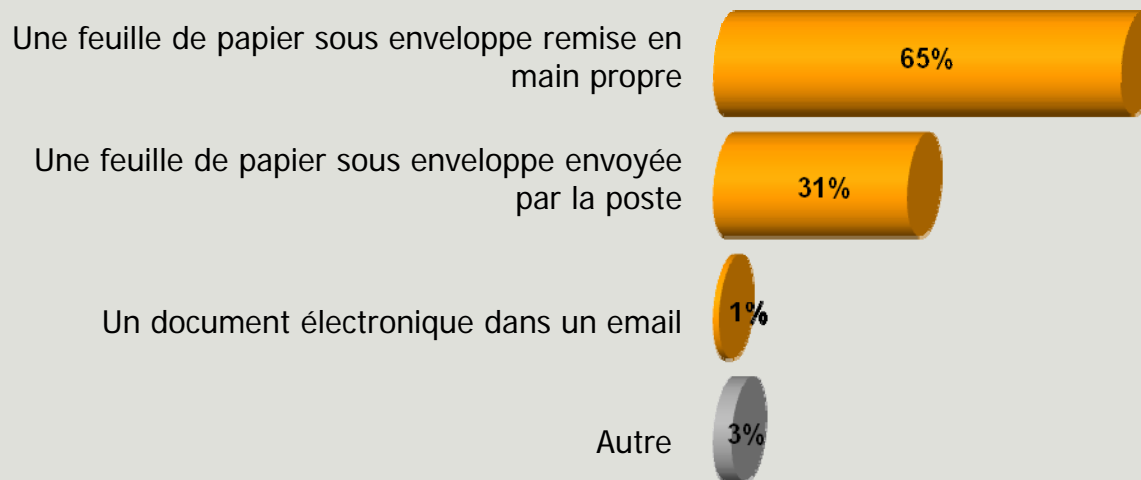 Une feuille de papier sous enveloppe remise en
main propre
65%
Une feuille de papier sous enveloppe envoyée
par la poste
31%
Un document électronique dans un email
1%
Autre
3%